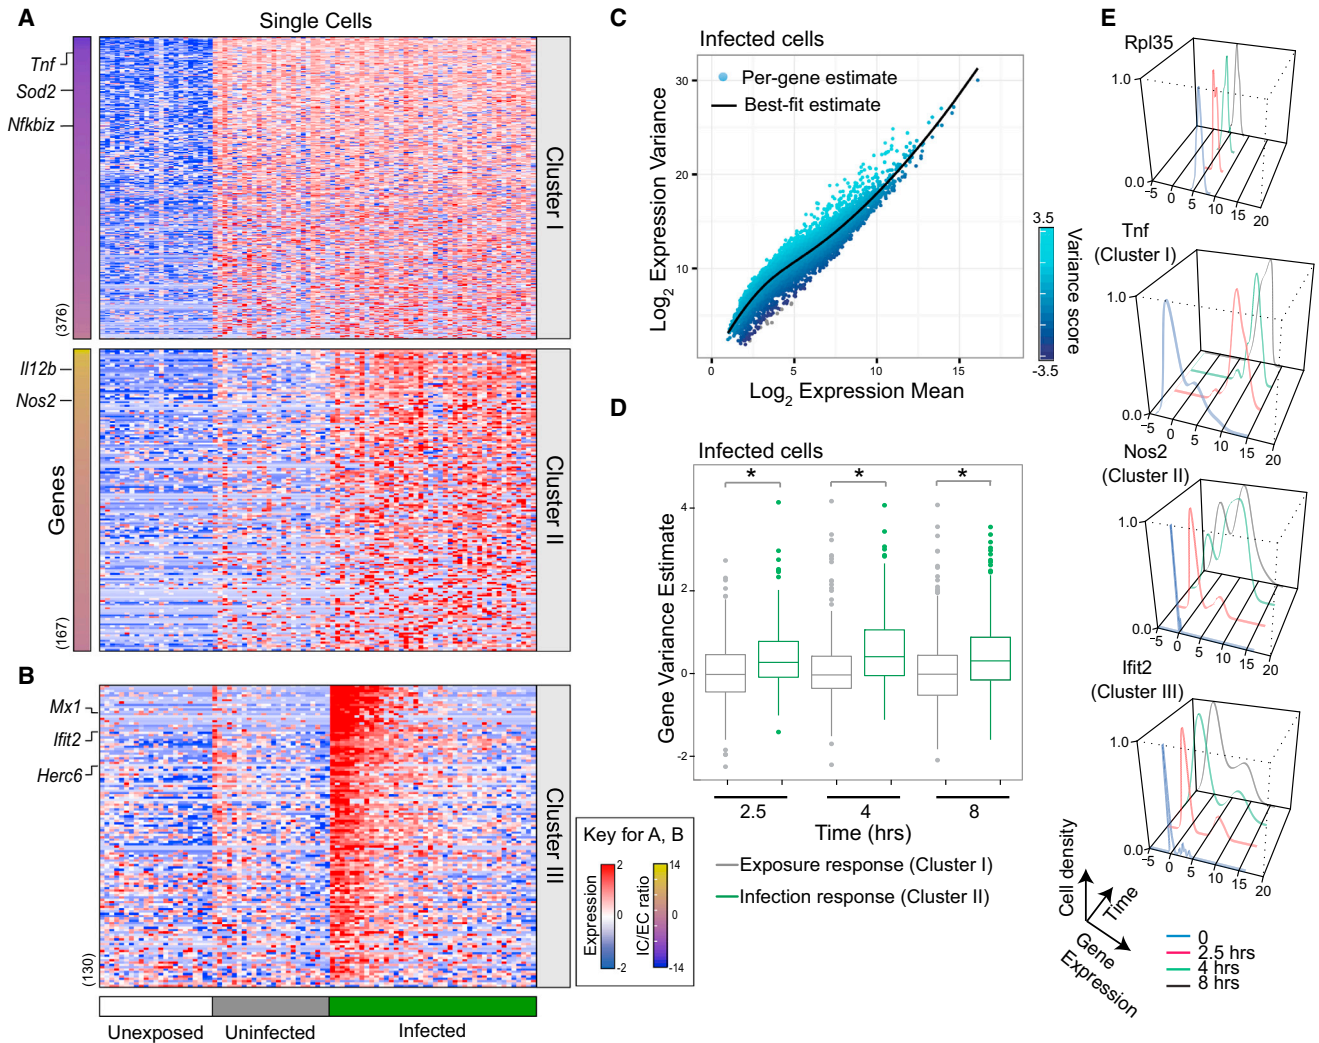 A
Single Cells
Tnf
Sod2
Nfkbiz
(376)
Cluster I
Il12b
Nos2
Genes
(167)
Cluster II
B
Mx1
Ifit2
Herc6
(130)
Cluster III
Unexposed
Uninfected
Infected
Key for A, B
Expression
2
0
-2
IC/EC ratio
14
0
-14
C
Infected cells
Per-gene estimate
Best-fit estimate
Log2 Expression Variance
30
20
10
0
5
10
15
Log2 Expression Mean
3.5
Variance score
-3.5
D
Infected cells
* * *
Gene Variance Estimate
4
2
0
-2
2.5
4
8
Time (hrs)
Exposure response (Cluster I)
Infection response (Cluster II)
E
Rpl35
1.0
0.0
-5 0 5 10 15 20
Tnf
(Cluster I)
1.0
0.0
-5 0 5 10 15 20
Nos2
(Cluster II)
1.0
0.0
-5 0 5 10 15 20
Ifit2
(Cluster III)
1.0
0.0
-5 0 5 10 15 20
Cell density
Time
Gene
Expression
0
2.5 hrs
4 hrs
8 hrs